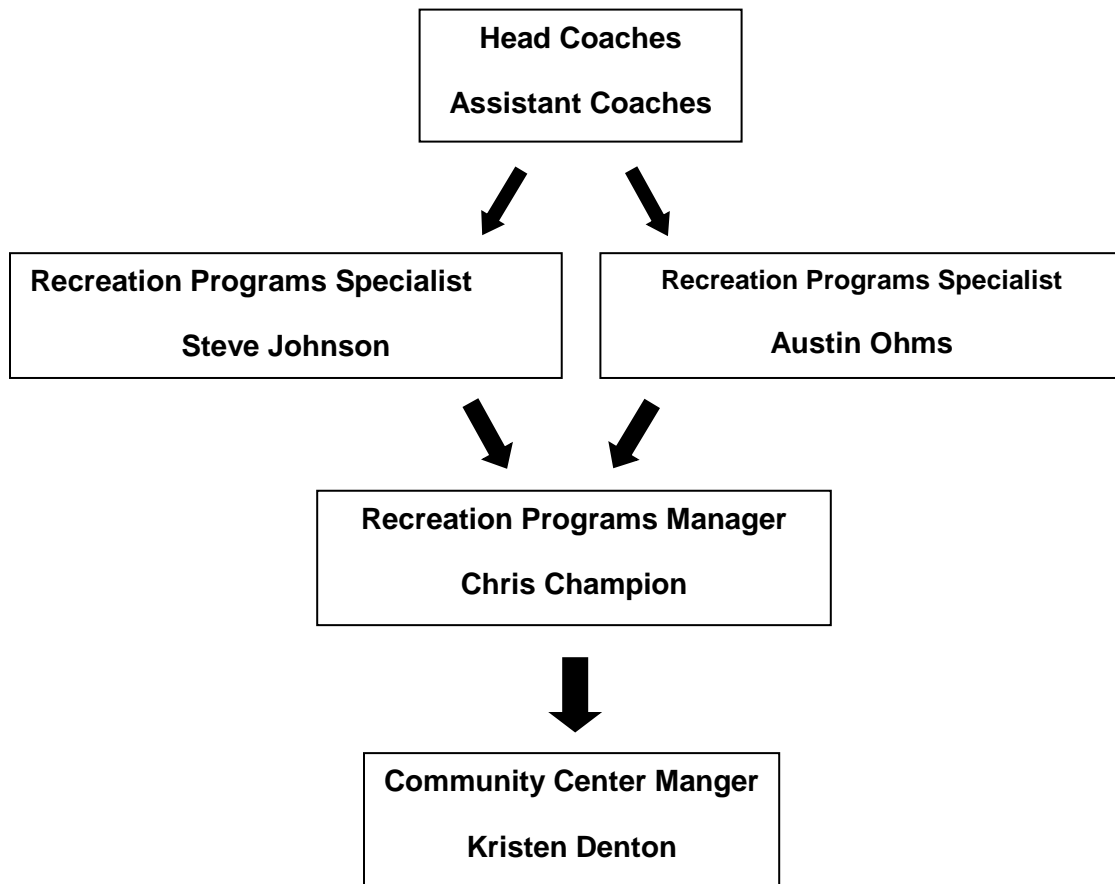 Head Coaches
Assistant Coaches
Recreation Programs Specialist
Steve Johnson
Recreation Programs Specialist
Austin Ohms
Recreation Programs Manager
Chris Champion
Community Center Manger
Kristen Denton